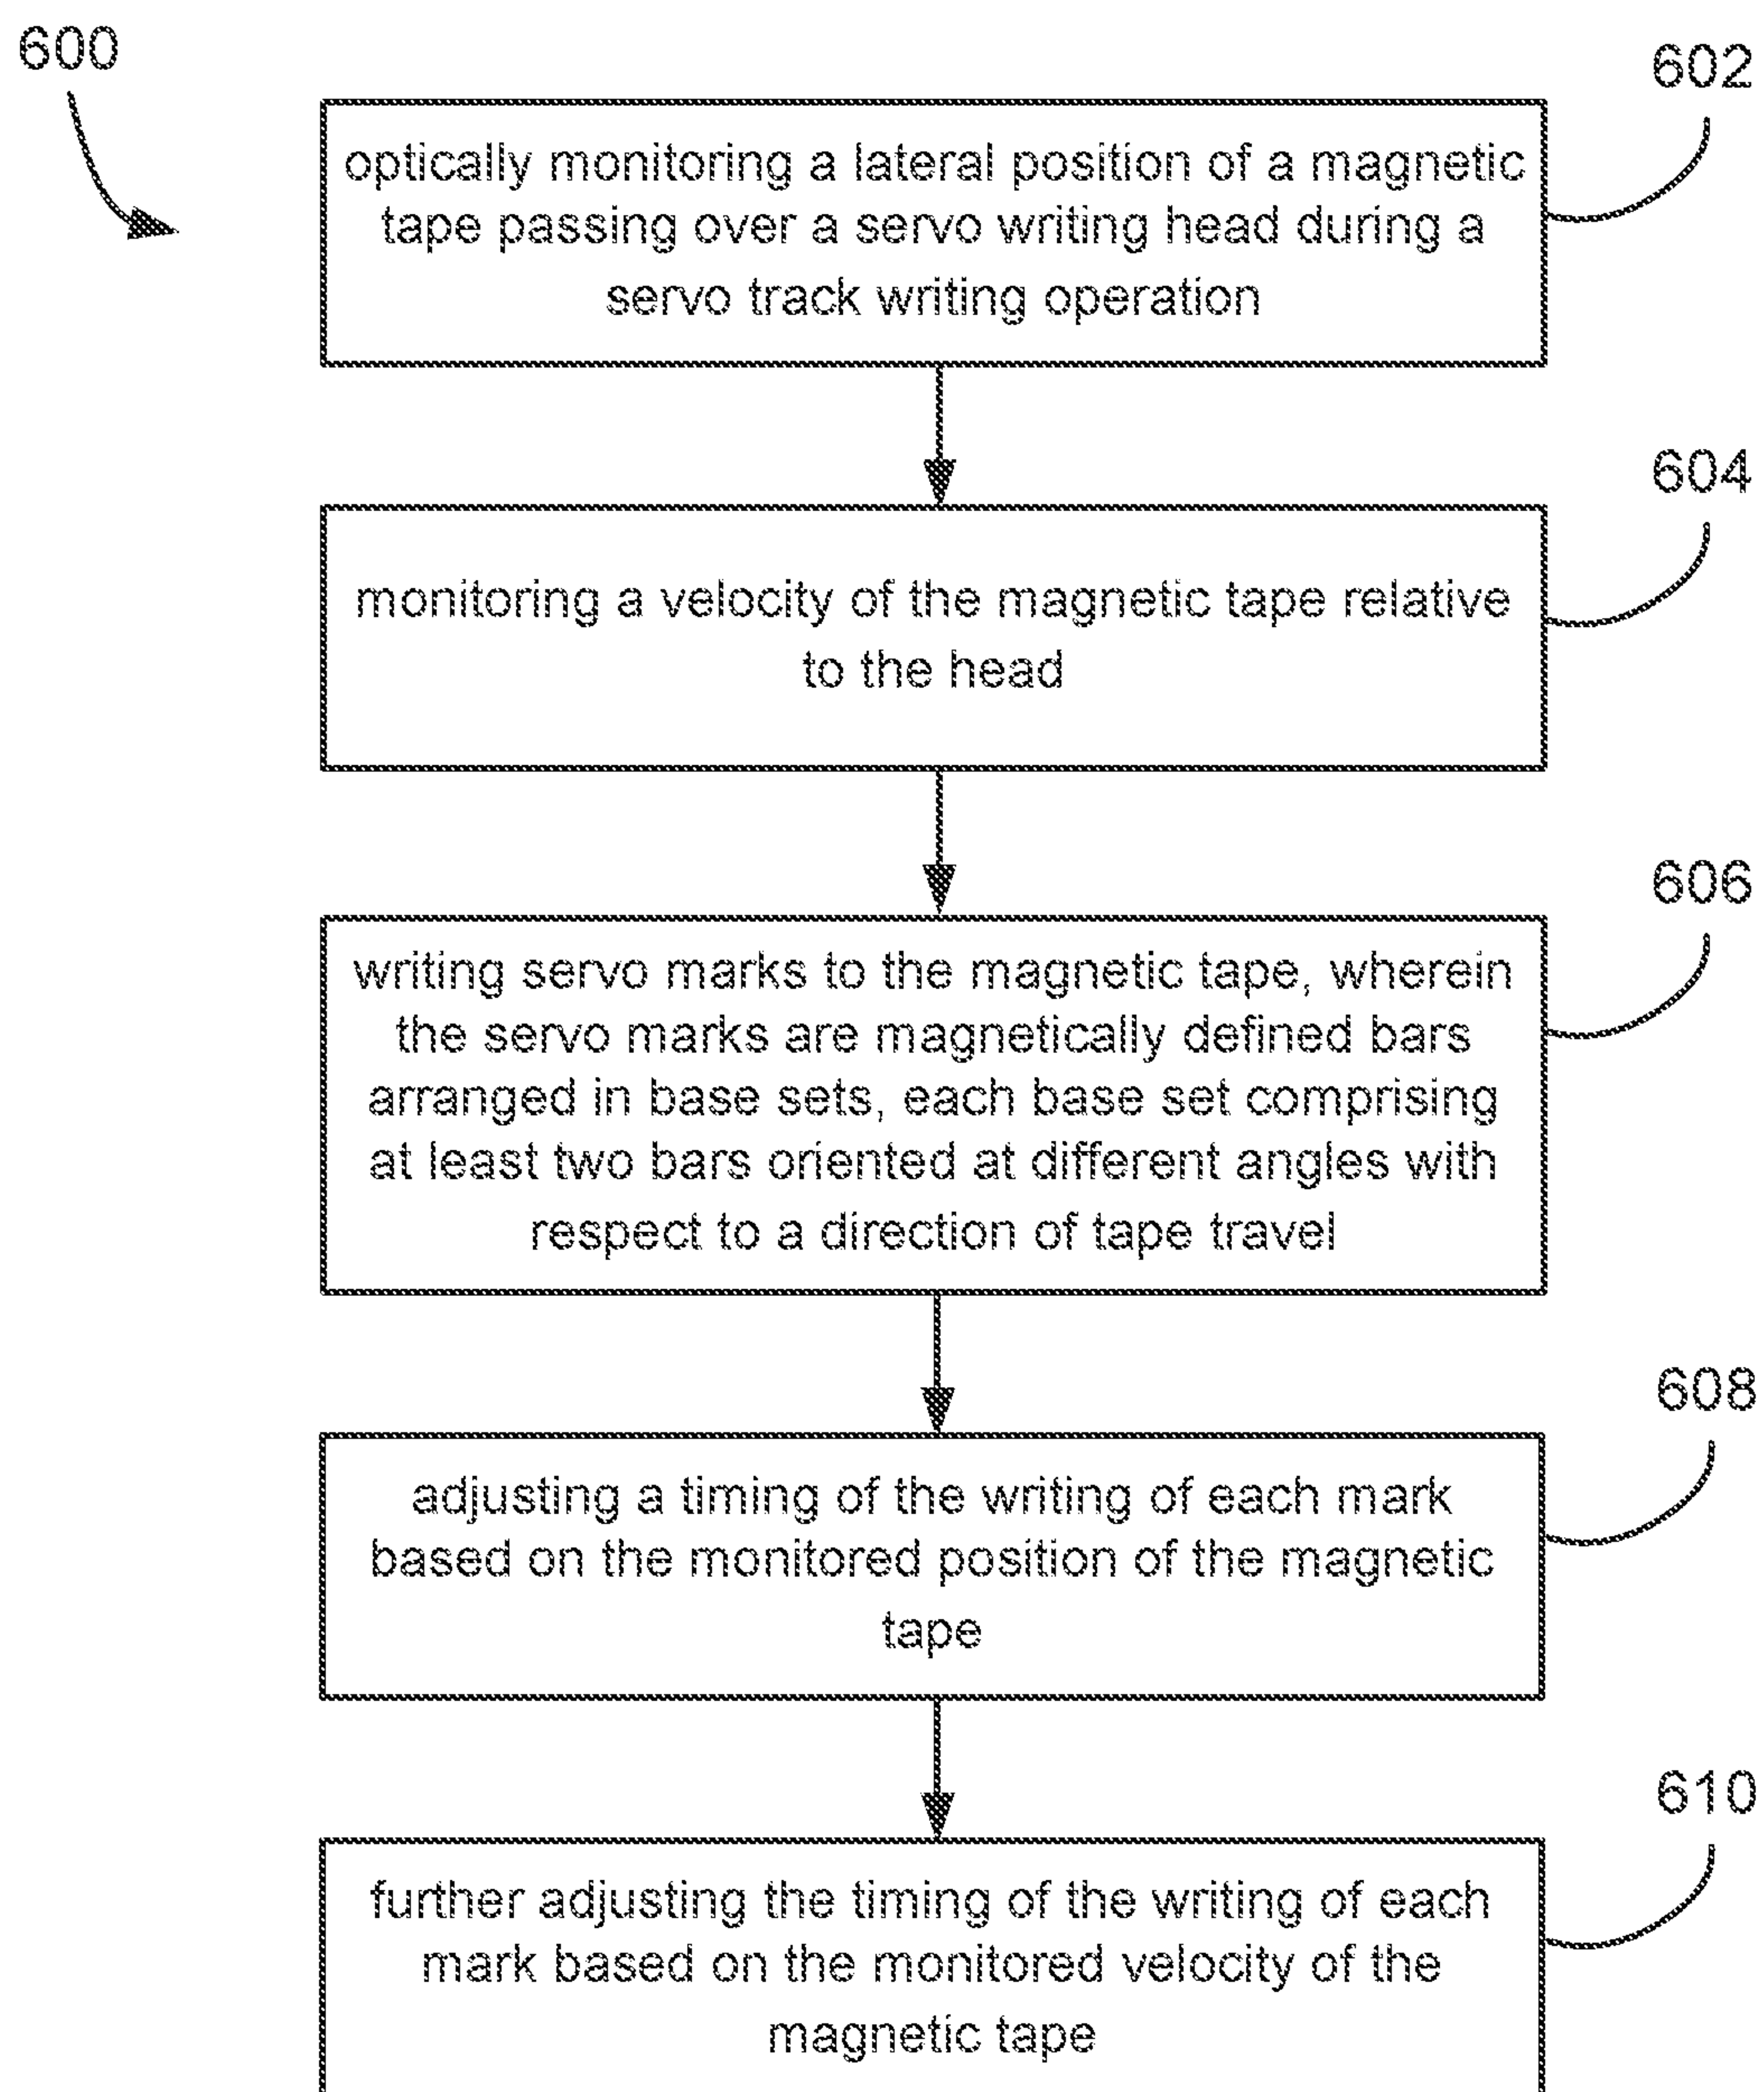 600
602
optically monitoring a lateral position of a magnetic
tape passing over a servo writing head during a
servo track writing operation
604
monitoring a velocity of the magnetic tape relative
to the head
606
writing servo marks to the magnetic tape, wherein
the servo marks are magnetically defined bars
arranged in base sets, each base set comprising
at least two bars oriented at different angles with
respect to a direction of tape travel
608
adjusting a timing of the writing of each mark
based on the monitored position of the magnetic
tape
610
further adjusting the timing of the writing of each
mark based on the monitored velocity of the
magnetic tape